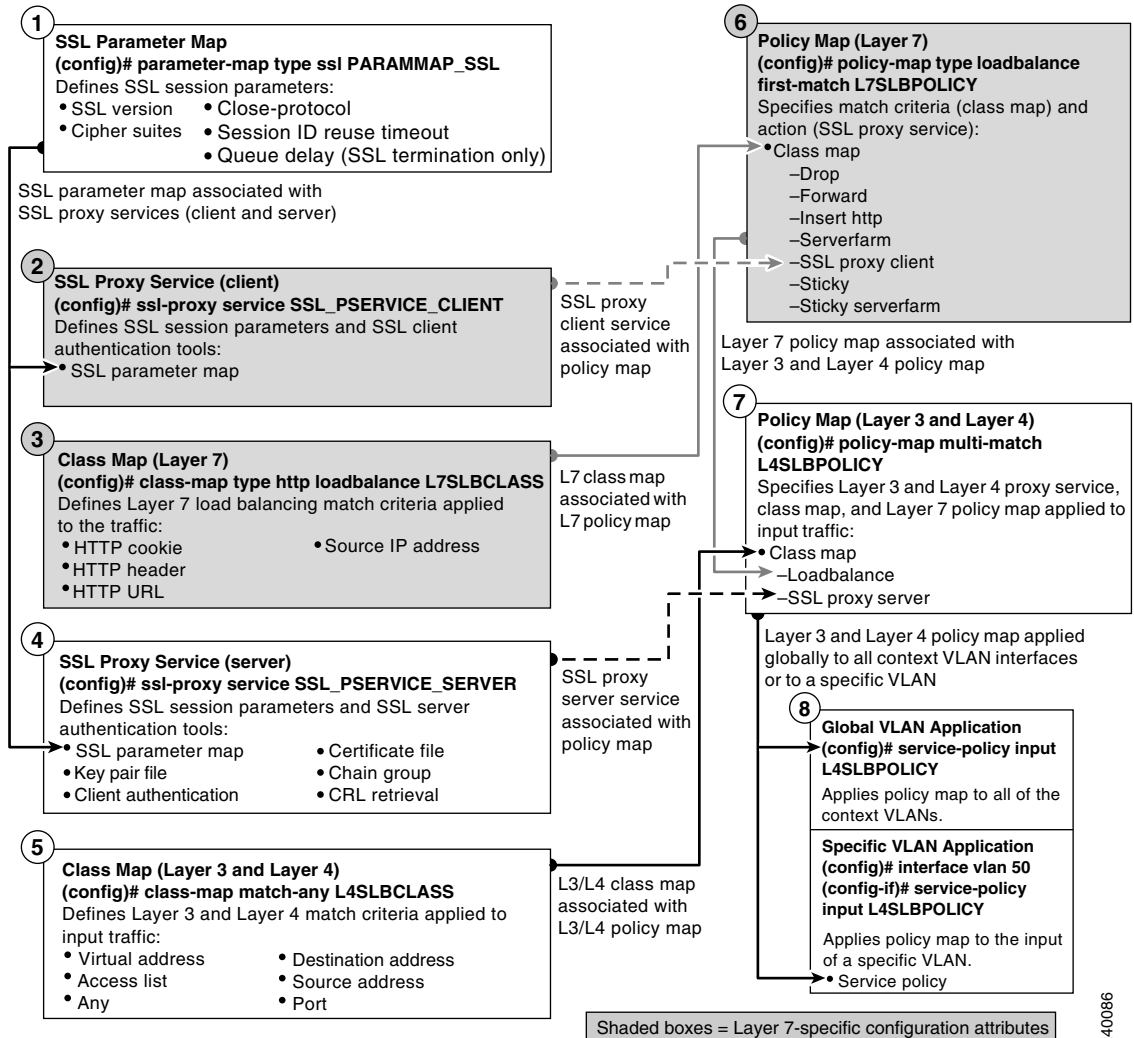 1
SSL Parameter Map
(config)# parameter-map type ssl PARAMMAP_SSL
Defines SSL session parameters:
• SSL version
• Cipher suites
• Close-protocol
• Session ID reuse timeout
• Queue delay (SSL termination only)
SSL parameter map associated with
SSL proxy services (client and server)
2
SSL Proxy Service (client)
(config)# ssl-proxy service SSL_PSERVICE_CLIENT
Defines SSL session parameters and SSL client
authentication tools:
• SSL parameter map
SSL proxy
client service
associated with
policy map
3
Class Map (Layer 7)
(config)# class-map type http loadbalance L7SLBCLASS
Defines Layer 7 load balancing match criteria applied
to the traffic:
• HTTP cookie
• HTTP header
• HTTP URL
• Source IP address
L7 class map
associated with
L7 policy map
4
SSL Proxy Service (server)
(config)# ssl-proxy service SSL_PSERVICE_SERVER
Defines SSL session parameters and SSL server
authentication tools:
• SSL parameter map
• Key pair file
• Client authentication
• Certificate file
• Chain group
• CRL retrieval
SSL proxy
server service
associated with
policy map
5
Class Map (Layer 3 and Layer 4)
(config)# class-map match-any L4SLBCLASS
Defines Layer 3 and Layer 4 match criteria applied to
input traffic:
• Virtual address
• Access list
• Any
• Destination address
• Source address
• Port
L3/L4 class map
associated with
L3/L4 policy map
6
Policy Map (Layer 7)
(config)# policy-map type loadbalance
first-match L7SLBPOLICY
Specifies match criteria (class map) and
action (SSL proxy service):
• Class map
–Drop
–Forward
–Insert http
–Serverfarm
–SSL proxy client
–Sticky
–Sticky serverfarm
Layer 7 policy map associated with
Layer 3 and Layer 4 policy map
7
Policy Map (Layer 3 and Layer 4)
(config)# policy-map multi-match
L4SLBPOLICY
Specifies Layer 3 and Layer 4 proxy service,
class map, and Layer 7 policy map applied to
input traffic:
• Class map
–Loadbalance
–SSL proxy server
Layer 3 and Layer 4 policy map applied
globally to all context VLAN interfaces
or to a specific VLAN
8
Global VLAN Application
(config)# service-policy input
L4SLBPOLICY
Applies policy map to all of the
context VLANs.
Specific VLAN Application
(config)# interface vlan 50
(config-if)# service-policy
input L4SLBPOLICY
Applies policy map to the input
of a specific VLAN.
• Service policy
Shaded boxes = Layer 7-specific configuration attributes
40086